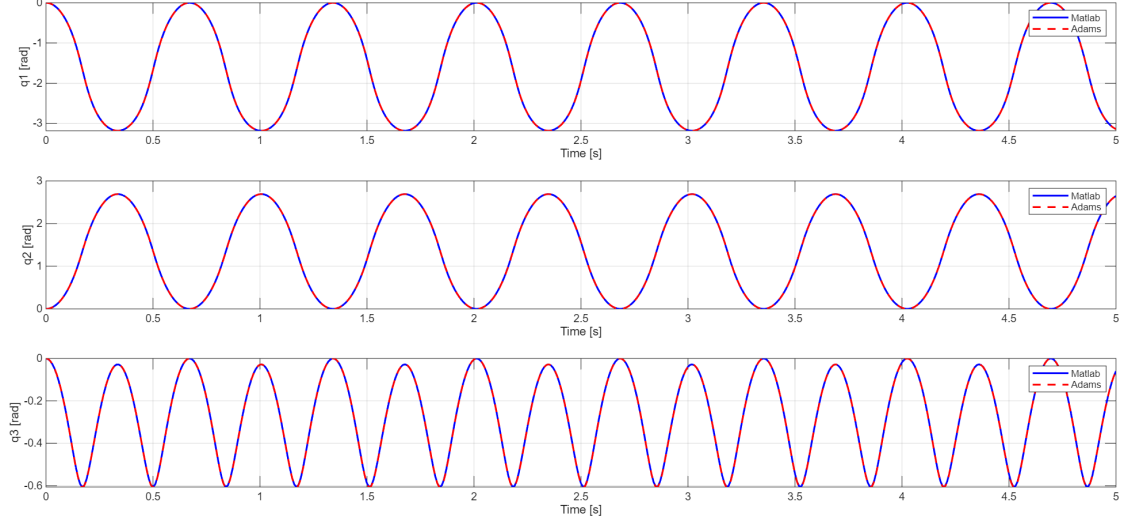 q1 [rad]
0
-1
-2
-3
Matlab
Adams
0 0.5 1 1.5 2 2.5 3 3.5 4 4.5 5
Time [s]
q2 [rad]
3
2
1
0
Matlab
Adams
0 0.5 1 1.5 2 2.5 3 3.5 4 4.5 5
Time [s]
q3 [rad]
0
-0.2
-0.4
-0.6
Matlab
Adams
0 0.5 1 1.5 2 2.5 3 3.5 4 4.5 5
Time [s]